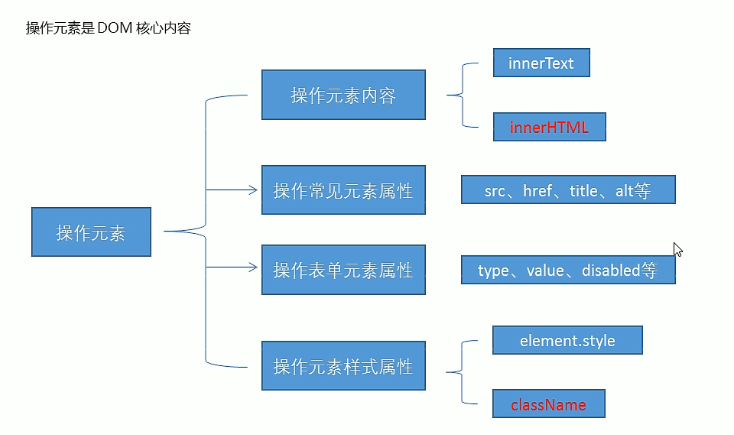 操作元素是 DOM 核心内容
操作元素
操作元素内容
innerText
innerHTML
操作常见元素属性
src、href、title、alt等
操作表单元素属性
type、value、disabled等
操作元素样式属性
element.style
className